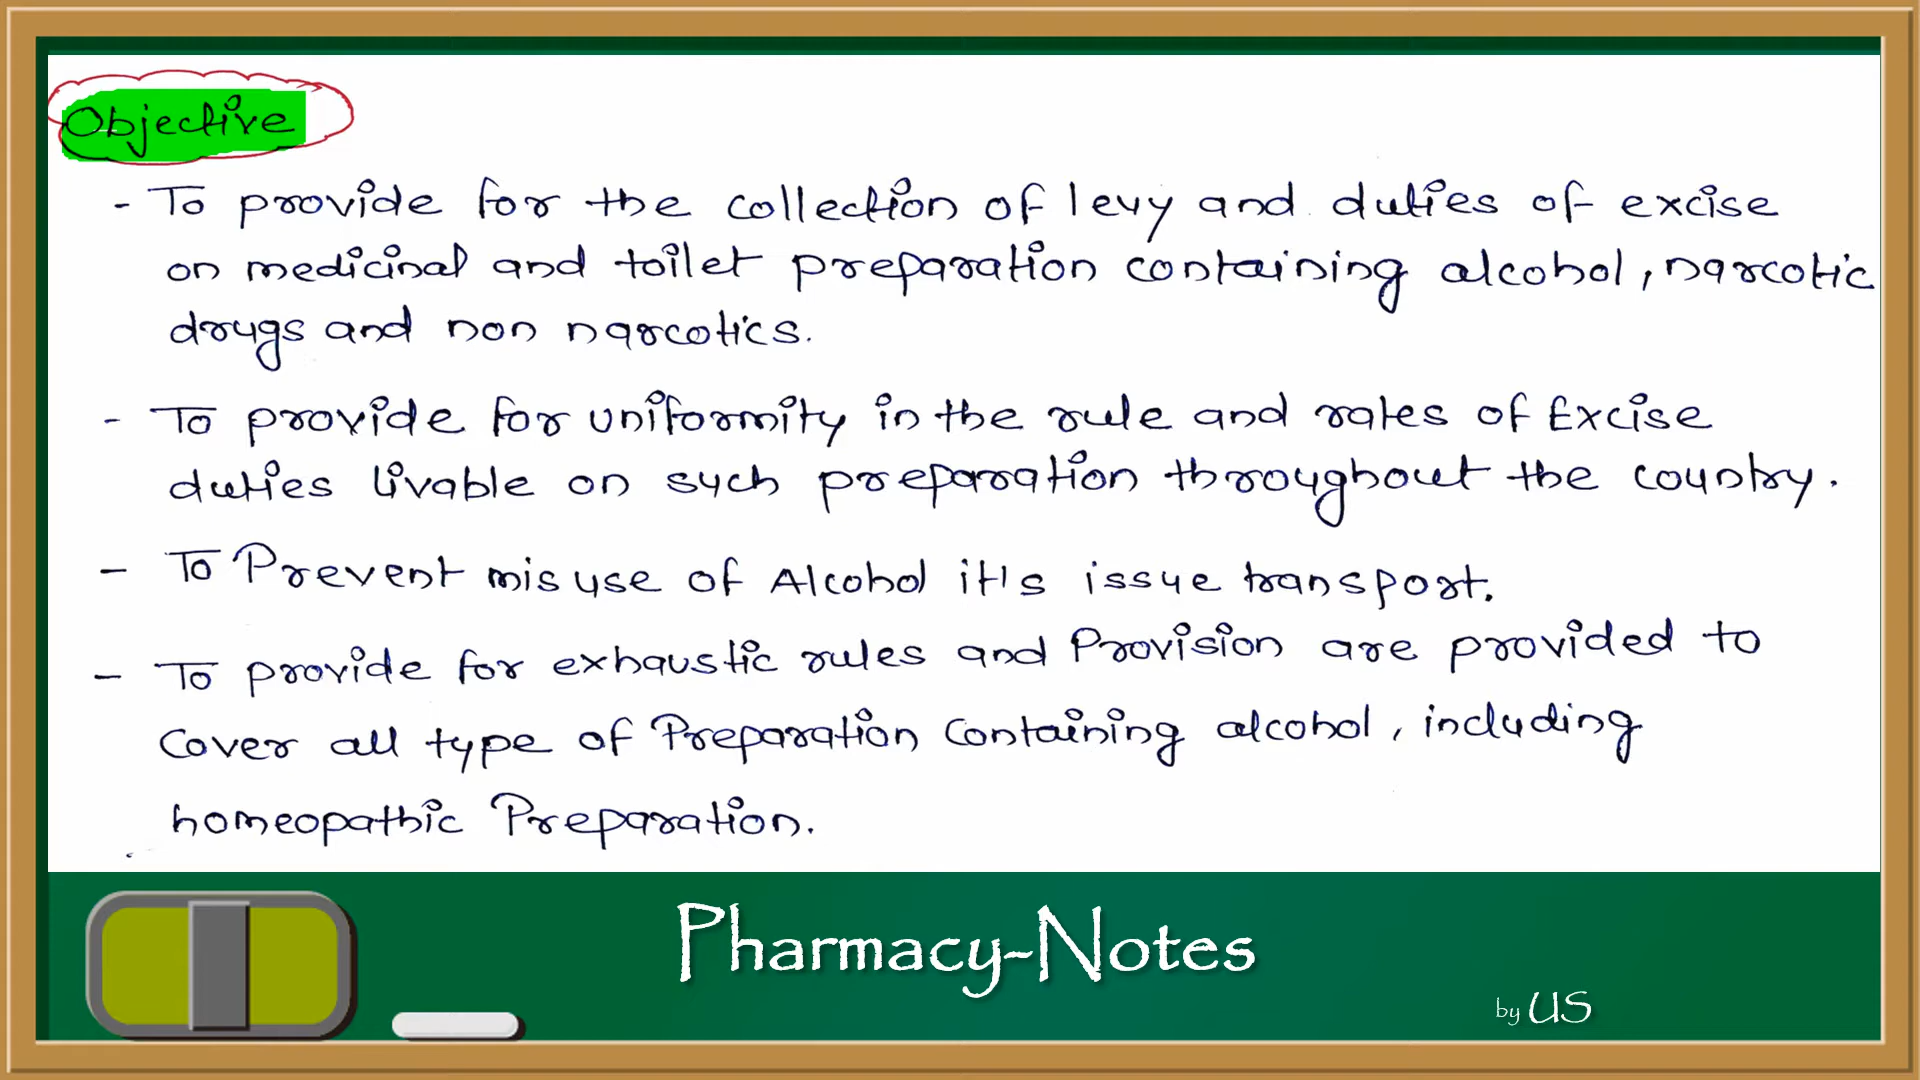 Objective
- To provide for the collection of levy and duties of excise
on medicinal and toilet preparation containing alcohol, narcotic
drugs and non narcotics.
- To provide for uniformity in the rule and rates of Excise
duties livable on such preparation throughout the country.
- To Prevent misuse of Alcohol it's issue transport.
- To provide for exhaustic rules and Provision are provided to
Cover all type of Preparation Containing alcohol, including
homeopathic Preparation.
Pharmacy-Notes
by US